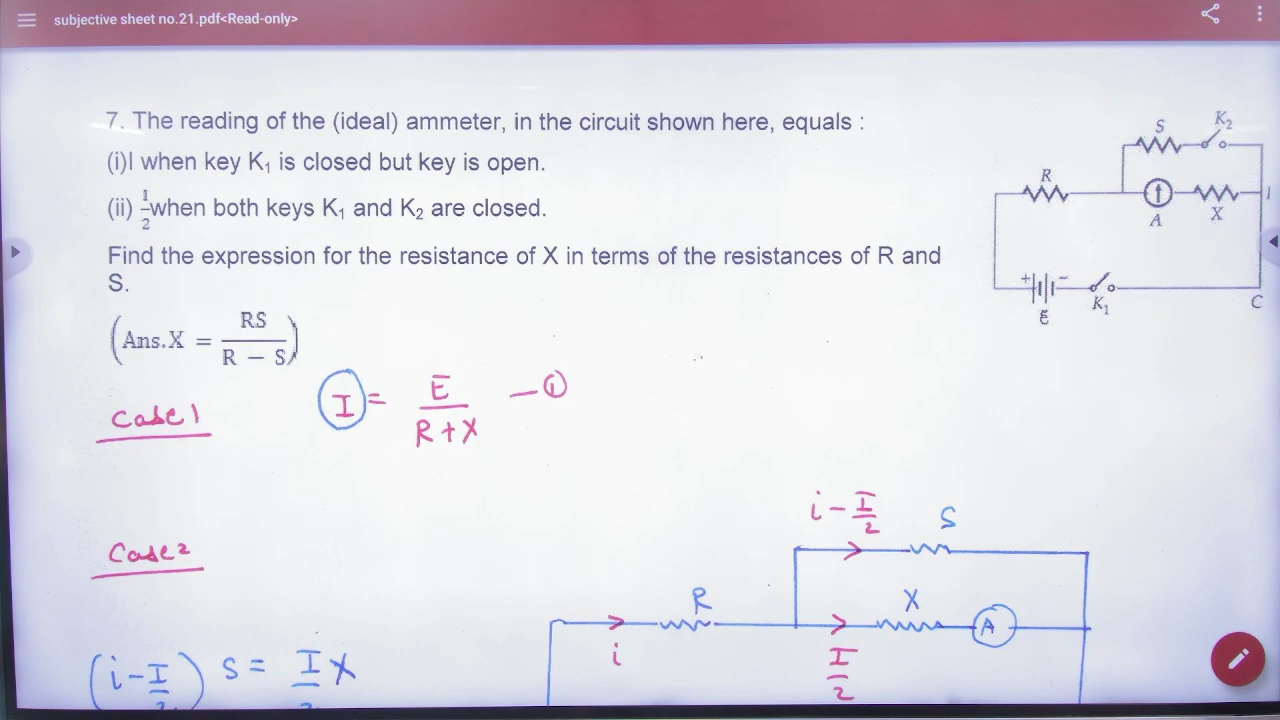 subjective sheet no.21.pdf<Read-only>
7. The reading of the (ideal) ammeter, in the circuit shown here, equals :
(i)I when key K₁ is closed but key is open.
(ii) 1/2 when both keys K₁ and K₂ are closed.
Find the expression for the resistance of X in terms of the resistances of R and
S.
(Ans.X = RS/(R − S))
S K₂
R
A X
+ −
ε K₁ C
Case 1 I = E/(R+X) — ①
Case 2
i − I/2 S
R X
A
i I/2
(i − I/2) S = I/2 X